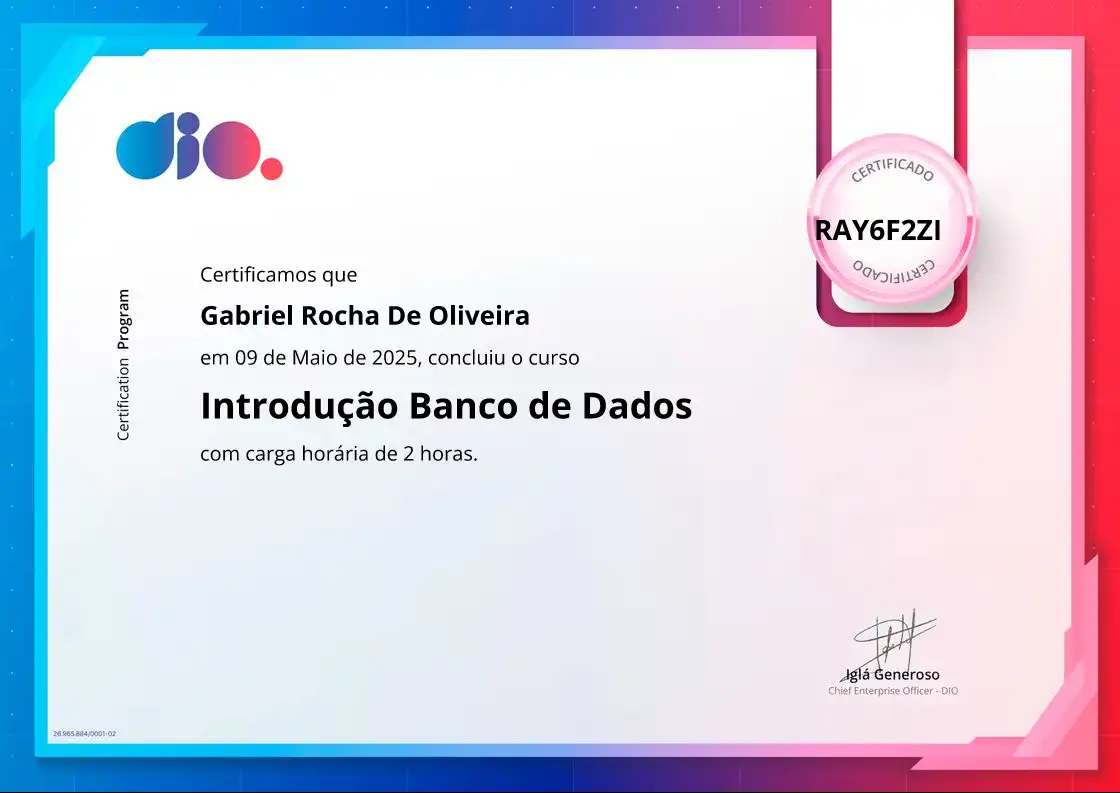 dio.
CERTIFICADO
RAY6F2ZI
CERTIFICADO
Certification Program
Certificamos que
Gabriel Rocha De Oliveira
em 09 de Maio de 2025, concluiu o curso
Introdução Banco de Dados
com carga horária de 2 horas.
Iglá Generoso
Chief Enterprise Officer - DIO
26.965.884/0001-02